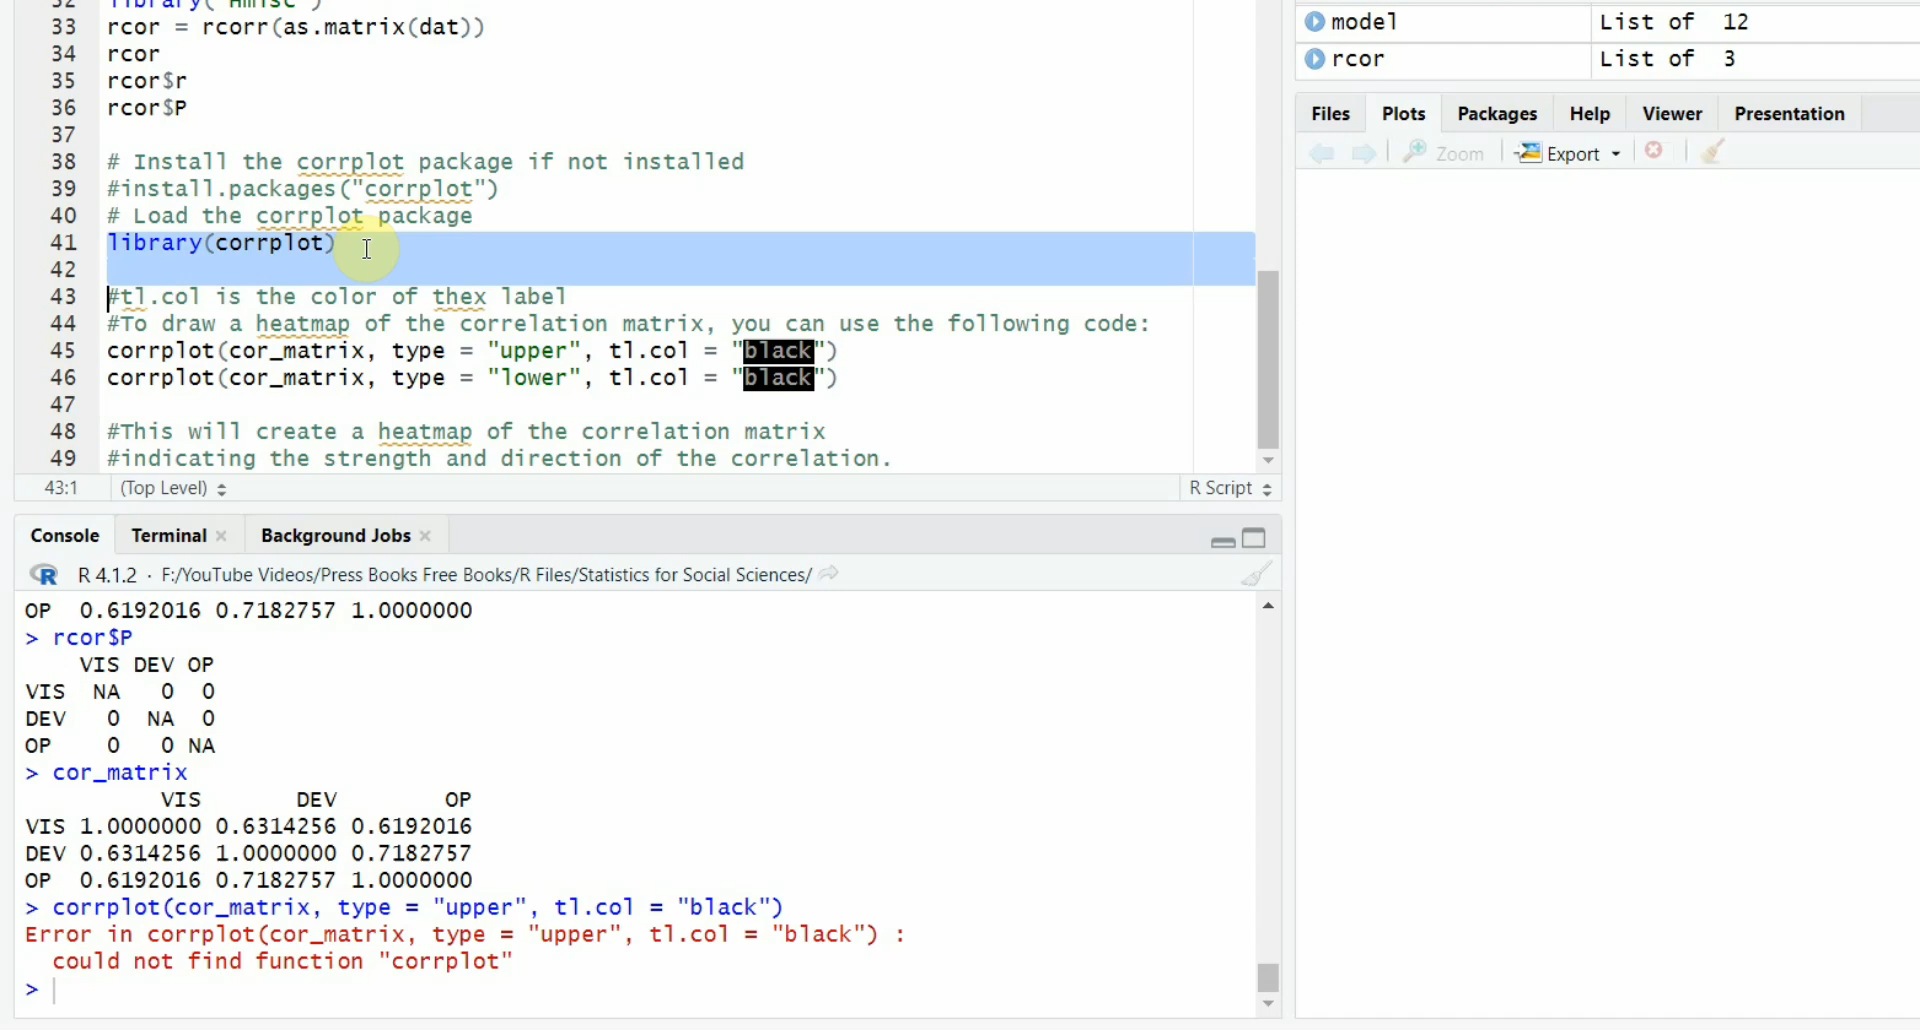 32 library("Hmisc")
33 rcor = rcorr(as.matrix(dat))
34 rcor
35 rcor$r
36 rcor$P
37
38 # Install the corrplot package if not installed
39 #install.packages("corrplot")
40 # Load the corrplot package
41 library(corrplot)
42
43 #tl.col is the color of thex label
44 #To draw a heatmap of the correlation matrix, you can use the following code:
45 corrplot(cor_matrix, type = "upper", tl.col = "black")
46 corrplot(cor_matrix, type = "lower", tl.col = "black")
47
48 #This will create a heatmap of the correlation matrix
49 #indicating the strength and direction of the correlation.
43:1 (Top Level) R Script
Console Terminal Background Jobs
R 4.1.2 · F:/YouTube Videos/Press Books Free Books/R Files/Statistics for Social Sciences/
OP 0.6192016 0.7182757 1.0000000
> rcor$P
VIS DEV OP
VIS NA 0 0
DEV 0 NA 0
OP 0 0 NA
> cor_matrix
VIS DEV OP
VIS 1.0000000 0.6314256 0.6192016
DEV 0.6314256 1.0000000 0.7182757
OP 0.6192016 0.7182757 1.0000000
> corrplot(cor_matrix, type = "upper", tl.col = "black")
Error in corrplot(cor_matrix, type = "upper", tl.col = "black") :
could not find function "corrplot"
>
model List of 12
rcor List of 3
Files Plots Packages Help Viewer Presentation
Zoom Export